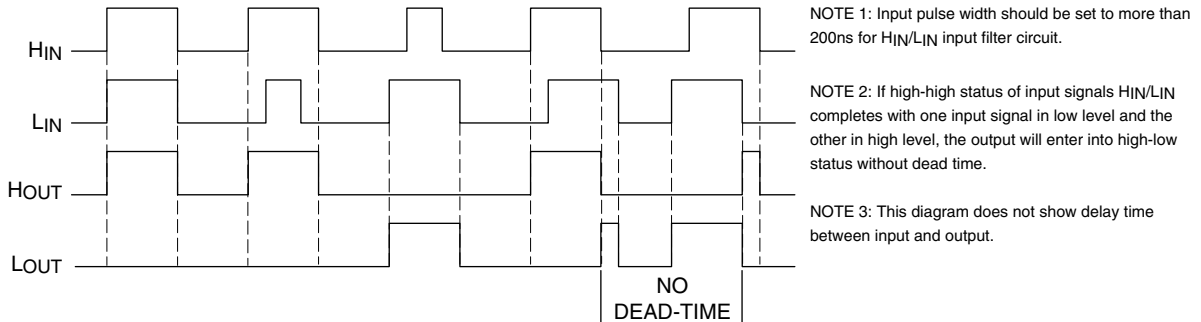 HIN
LIN
HOUT
LOUT
NO
DEAD-TIME
NOTE 1: Input pulse width should be set to more than
200ns for HIN/LIN input filter circuit.
NOTE 2: If high-high status of input signals HIN/LIN
completes with one input signal in low level and the
other in high level, the output will enter into high-low
status without dead time.
NOTE 3: This diagram does not show delay time
between input and output.